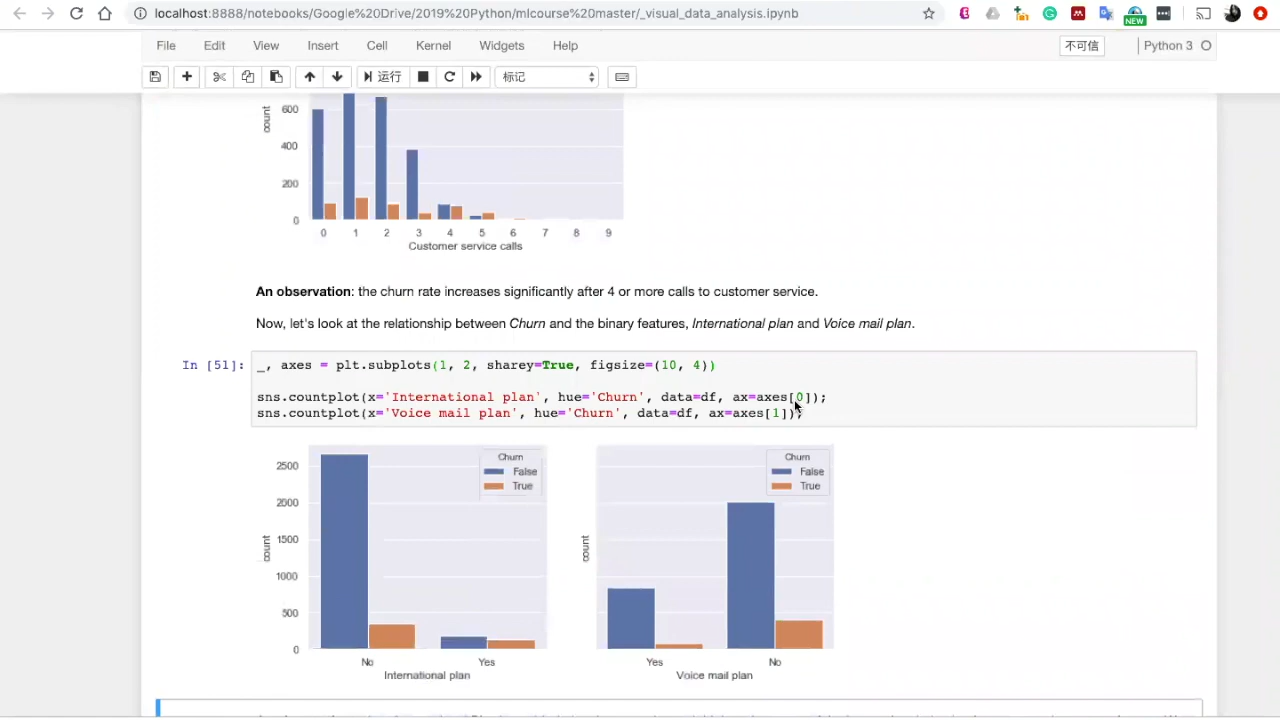 localhost:8888/notebooks/Google%20Drive/2019%20Python/mlcourse%20master/_visual_data_analysis.ipynb
NEW
File Edit View Insert Cell Kernel Widgets Help 不可信 Python 3
运行 标记
600
400
200
0
count
0 1 2 3 4 5 6 7 8 9
Customer service calls
An observation: the churn rate increases significantly after 4 or more calls to customer service.
Now, let's look at the relationship between Churn and the binary features, International plan and Voice mail plan.
In [51]: _, axes = plt.subplots(1, 2, sharey=True, figsize=(10, 4))
sns.countplot(x='International plan', hue='Churn', data=df, ax=axes[0]);
sns.countplot(x='Voice mail plan', hue='Churn', data=df, ax=axes[1]);
2500
2000
1500
1000
500
0
count
Churn
False
True
No Yes
International plan
count
Churn
False
True
Yes No
Voice mail plan